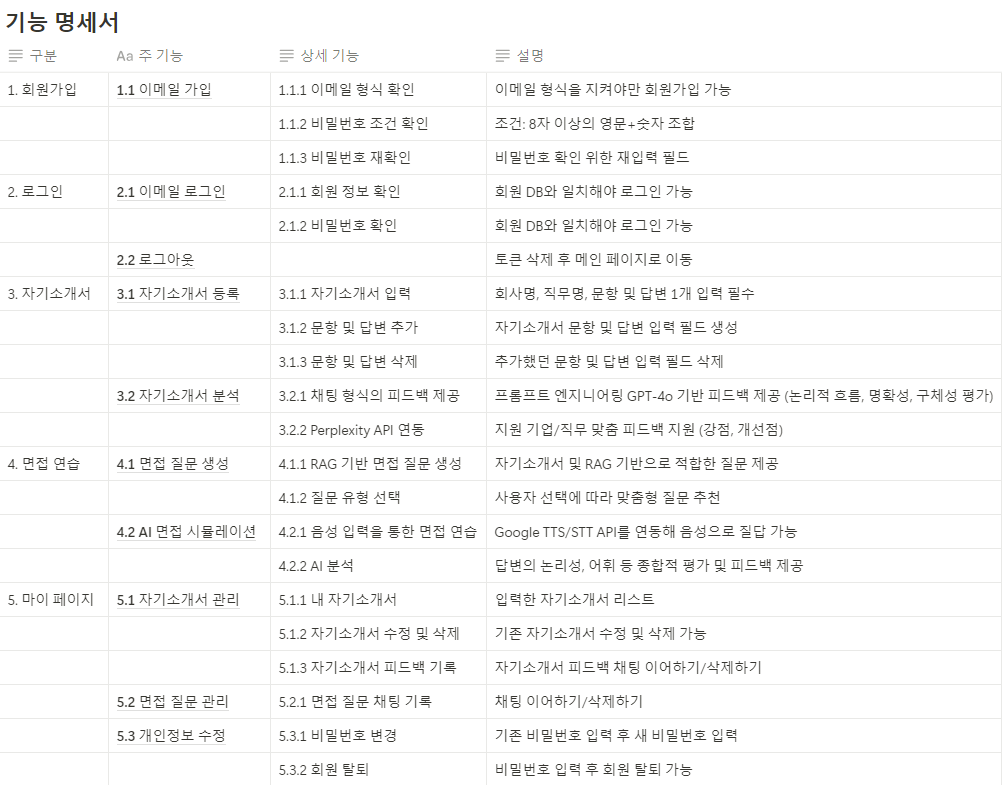 기능 명세서
구분 Aa 주 기능 상세 기능 설명
1. 회원가입 1.1 이메일 가입 1.1.1 이메일 형식 확인 이메일 형식을 지켜야만 회원가입 가능
1.1.2 비밀번호 조건 확인 조건: 8자 이상의 영문+숫자 조합
1.1.3 비밀번호 재확인 비밀번호 확인 위한 재입력 필드
2. 로그인 2.1 이메일 로그인 2.1.1 회원 정보 확인 회원 DB와 일치해야 로그인 가능
2.1.2 비밀번호 확인 회원 DB와 일치해야 로그인 가능
2.2 로그아웃 토큰 삭제 후 메인 페이지로 이동
3. 자기소개서 3.1 자기소개서 등록 3.1.1 자기소개서 입력 회사명, 직무명, 문항 및 답변 1개 입력 필수
3.1.2 문항 및 답변 추가 자기소개서 문항 및 답변 입력 필드 생성
3.1.3 문항 및 답변 삭제 추가했던 문항 및 답변 입력 필드 삭제
3.2 자기소개서 분석 3.2.1 채팅 형식의 피드백 제공 프롬프트 엔지니어링 GPT-4o 기반 피드백 제공 (논리적 흐름, 명확성, 구체성 평가)
3.2.2 Perplexity API 연동 지원 기업/직무 맞춤 피드백 지원 (강점, 개선점)
4. 면접 연습 4.1 면접 질문 생성 4.1.1 RAG 기반 면접 질문 생성 자기소개서 및 RAG 기반으로 적합한 질문 제공
4.1.2 질문 유형 선택 사용자 선택에 따라 맞춤형 질문 추천
4.2 AI 면접 시뮬레이션 4.2.1 음성 입력을 통한 면접 연습 Google TTS/STT API를 연동해 음성으로 질답 가능
4.2.2 AI 분석 답변의 논리성, 어휘 등 종합적 평가 및 피드백 제공
5. 마이 페이지 5.1 자기소개서 관리 5.1.1 내 자기소개서 입력한 자기소개서 리스트
5.1.2 자기소개서 수정 및 삭제 기존 자기소개서 수정 및 삭제 가능
5.1.3 자기소개서 피드백 기록 자기소개서 피드백 채팅 이어하기/삭제하기
5.2 면접 질문 관리 5.2.1 면접 질문 채팅 기록 채팅 이어하기/삭제하기
5.3 개인정보 수정 5.3.1 비밀번호 변경 기존 비밀번호 입력 후 새 비밀번호 입력
5.3.2 회원 탈퇴 비밀번호 입력 후 회원 탈퇴 가능